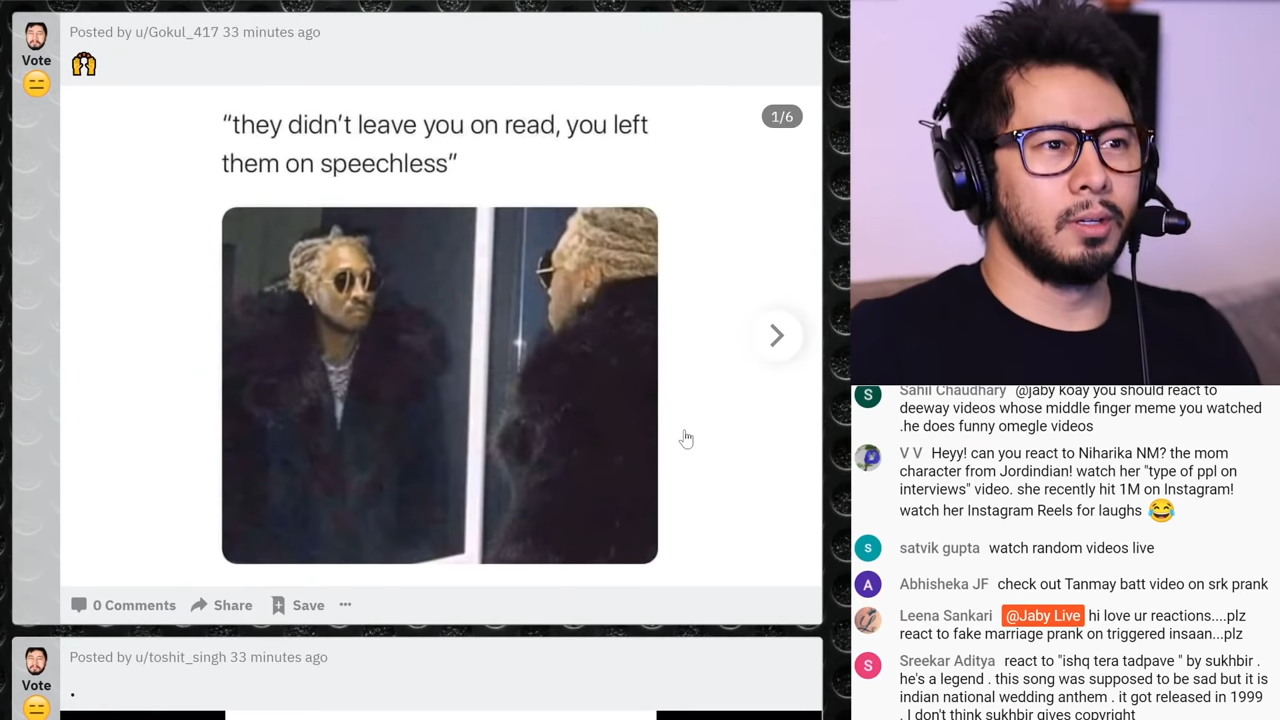 Posted by u/Gokul_417 33 minutes ago
Vote
"they didn't leave you on read, you left
them on speechless"
1/6
0 Comments Share Save ···
Posted by u/toshit_singh 33 minutes ago
Vote
.
Sahil Chaudhary @jaby koay you should react to
deeway videos whose middle finger meme you watched
.he does funny omegle videos
V V Heyy! can you react to Niharika NM? the mom
character from Jordindian! watch her "type of ppl on
interviews" video. she recently hit 1M on Instagram!
watch her Instagram Reels for laughs 😂
satvik gupta watch random videos live
Abhisheka JF check out Tanmay batt video on srk prank
Leena Sankari @Jaby Live hi love ur reactions....plz
react to fake marriage prank on triggered insaan...plz
Sreekar Aditya react to "ishq tera tadpave " by sukhbir .
he's a legend . this song was supposed to be sad but it is
indian national wedding anthem . it got released in 1999
. I don't think sukhbir gives copyright